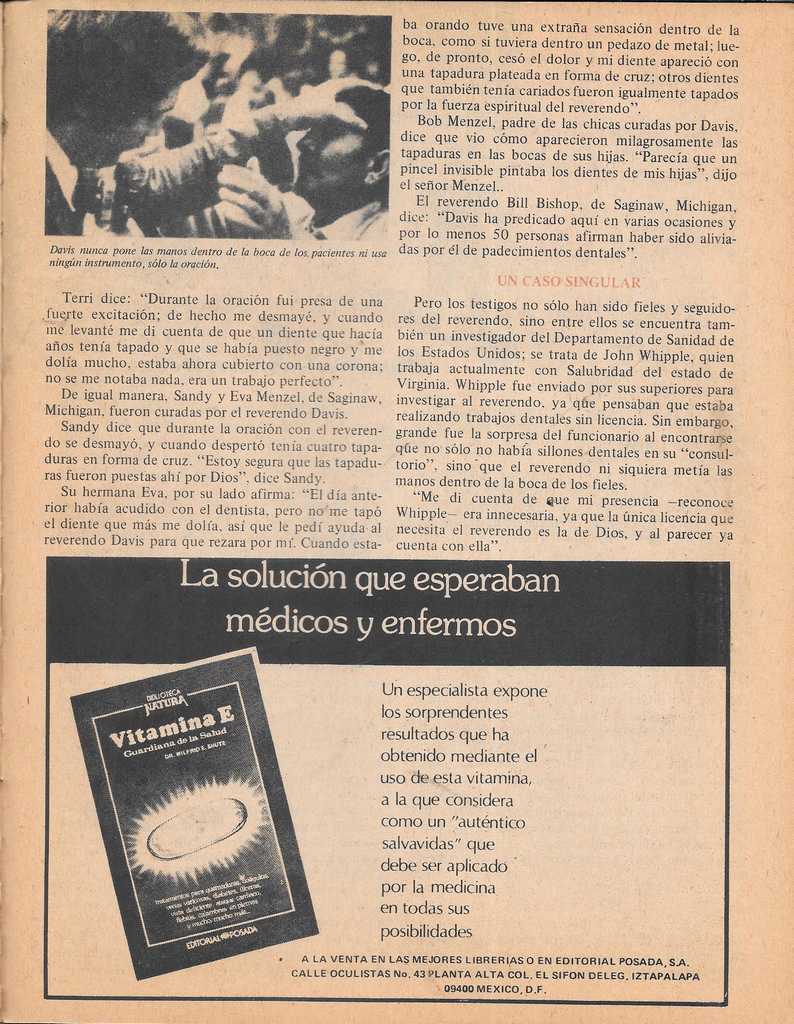 Davis nunca pone las manos dentro de la boca de los pacientes ni usa
ningún instrumento, sólo la oración.
Terri dice: “Durante la oración fui presa de una
fuerte excitación; de hecho me desmayé, y cuando
me levanté me di cuenta de que un diente que hacía
años tenía tapado y que se había puesto negro y me
dolía mucho, estaba ahora cubierto con una corona;
no se me notaba nada, era un trabajo perfecto”.
De igual manera, Sandy y Eva Menzel, de Saginaw,
Michigan, fueron curadas por el reverendo Davis.
Sandy dice que durante la oración con el reveren-
do se desmayó, y cuando despertó tenía cuatro tapa-
duras en forma de cruz. “Estoy segura que las tapadu-
ras fueron puestas ahí por Dios”, dice Sandy.
Su hermana Eva, por su lado afirma: “El día ante-
rior había acudido con el dentista, pero no me tapó
el diente que más me dolía, así que le pedí ayuda al
reverendo Davis para que rezara por mí. Cuando esta-
ba orando tuve una extraña sensación dentro de la
boca, como si tuviera dentro un pedazo de metal; lue-
go, de pronto, cesó el dolor y mi diente apareció con
una tapadura plateada en forma de cruz; otros dientes
que también tenía cariados fueron igualmente tapados
por la fuerza espiritual del reverendo”.
Bob Menzel, padre de las chicas curadas por Davis,
dice que vio cómo aparecieron milagrosamente las
tapaduras en las bocas de sus hijas. “Parecía que un
pincel invisible pintaba los dientes de mis hijas”, dijo
el señor Menzel..
El reverendo Bill Bishop, de Saginaw, Michigan,
dice: “Davis ha predicado aquí en varias ocasiones y
por lo menos 50 personas afirman haber sido alivia-
das por él de padecimientos dentales”.
UN CASO SINGULAR
Pero los testigos no sólo han sido fieles y seguido-
res del reverendo, sino entre ellos se encuentra tam-
bién un investigador del Departamento de Sanidad de
los Estados Unidos; se trata de John Whipple, quien
trabaja actualmente con Salubridad del estado de
Virginia. Whipple fue enviado por sus superiores para
investigar al reverendo, ya que pensaban que estaba
realizando trabajos dentales sin licencia. Sin embargo,
grande fue la sorpresa del funcionario al encontrarse
que no sólo no había sillones dentales en su “consul-
torio”, sino que el reverendo ni siquiera metía las
manos dentro de la boca de los fieles.
“Me di cuenta de que mi presencia —reconoce
Whipple— era innecesaria, ya que la única licencia que
necesita el reverendo es la de Dios, y al parecer ya
cuenta con ella”.
La solución que esperaban
médicos y enfermos
BIBLIOTECA
NATURA
Vitamina E
Guardiana de la Salud
DR. WILFRID E. SHUTE
tratamientos para quemaduras, coágulos,
venas varicosas, diabetes, úlceras,
vista deficiente, ataque cardíaco,
flebitis, calambres en piernas
y mucho, mucho más...
EDITORIAL POSADA
Un especialista expone
los sorprendentes
resultados que ha
obtenido mediante el
uso de esta vitamina,
a la que considera
como un “auténtico
salvavidas” que
debe ser aplicado
por la medicina
en todas sus
posibilidades
A LA VENTA EN LAS MEJORES LIBRERIAS O EN EDITORIAL POSADA, S.A.
CALLE OCULISTAS No. 43 PLANTA ALTA COL. EL SIFON DELEG. IZTAPALAPA
09400 MEXICO, D.F.